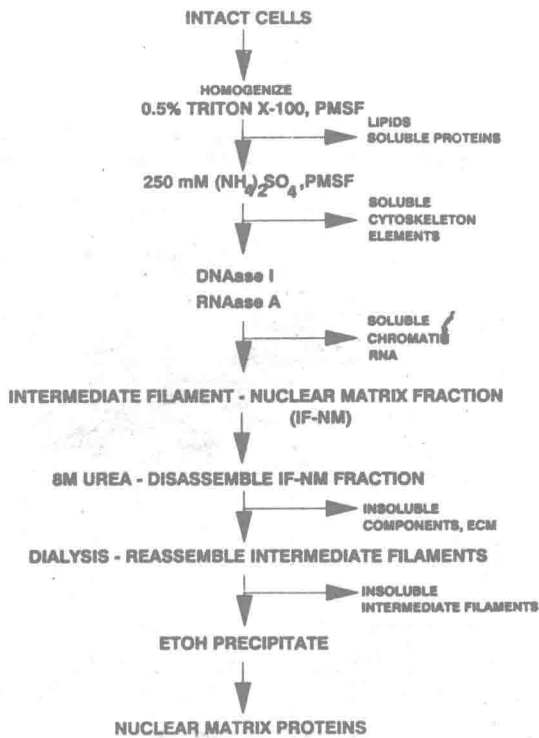 INTACT CELLS
HOMOGENIZE
0.5% TRITON X-100, PMSF
LIPIDS
SOLUBLE PROTEINS
250 mM (NH4)2SO4,PMSF
SOLUBLE
CYTOSKELETON
ELEMENTS
DNAase I
RNAase A
SOLUBLE
CHROMATIN
RNA
INTERMEDIATE FILAMENT - NUCLEAR MATRIX FRACTION
(IF-NM)
8M UREA - DISASSEMBLE IF-NM FRACTION
INSOLUBLE
COMPONENTS, ECM
DIALYSIS - REASSEMBLE INTERMEDIATE FILAMENTS
INSOLUBLE
INTERMEDIATE FILAMENTS
ETOH PRECIPITATE
NUCLEAR MATRIX PROTEINS